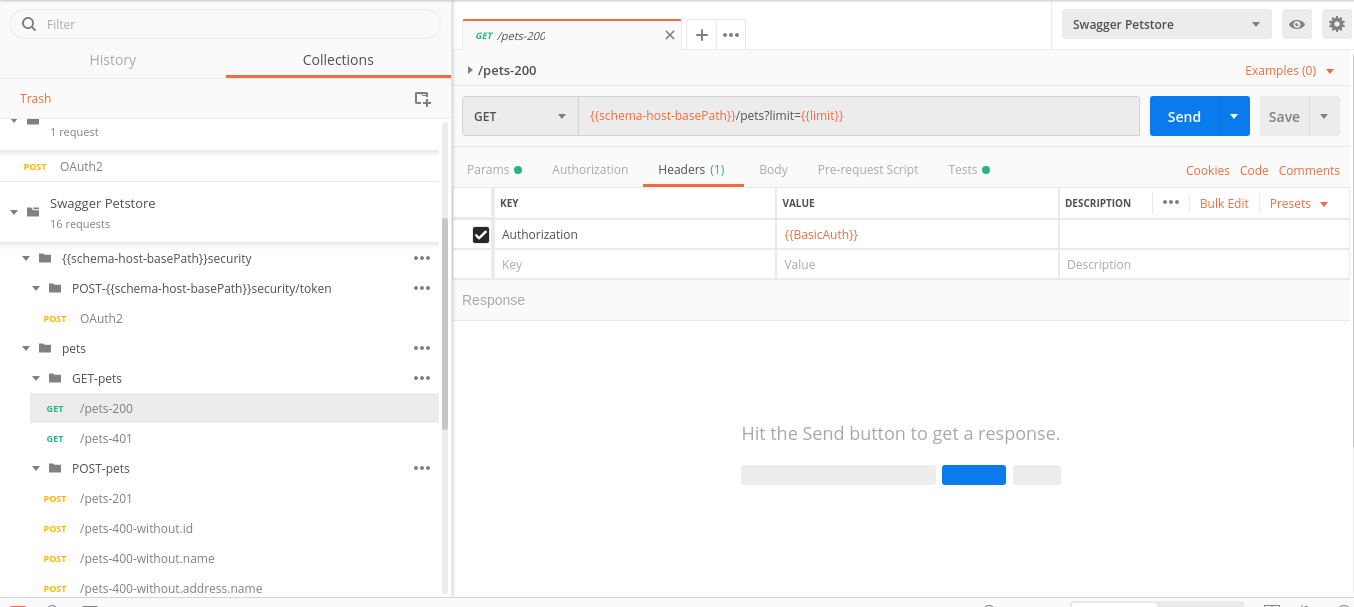 Filter
History
Collections
Trash
1 request
POST OAuth2
Swagger Petstore
16 requests
{{schema-host-basePath}}security
POST-{{schema-host-basePath}}security/token
POST OAuth2
pets
GET-pets
GET /pets-200
GET /pets-401
POST-pets
POST /pets-201
POST /pets-400-without.id
POST /pets-400-without.name
POST /pets-400-without.address.name
GET /pets-200
Swagger Petstore
/pets-200
Examples (0)
GET
{{schema-host-basePath}}/pets?limit={{limit}}
Send
Save
Params Authorization Headers (1) Body Pre-request Script Tests
Cookies Code Comments
KEY VALUE DESCRIPTION Bulk Edit Presets
Authorization {{BasicAuth}}
Key Value Description
Response
Hit the Send button to get a response.